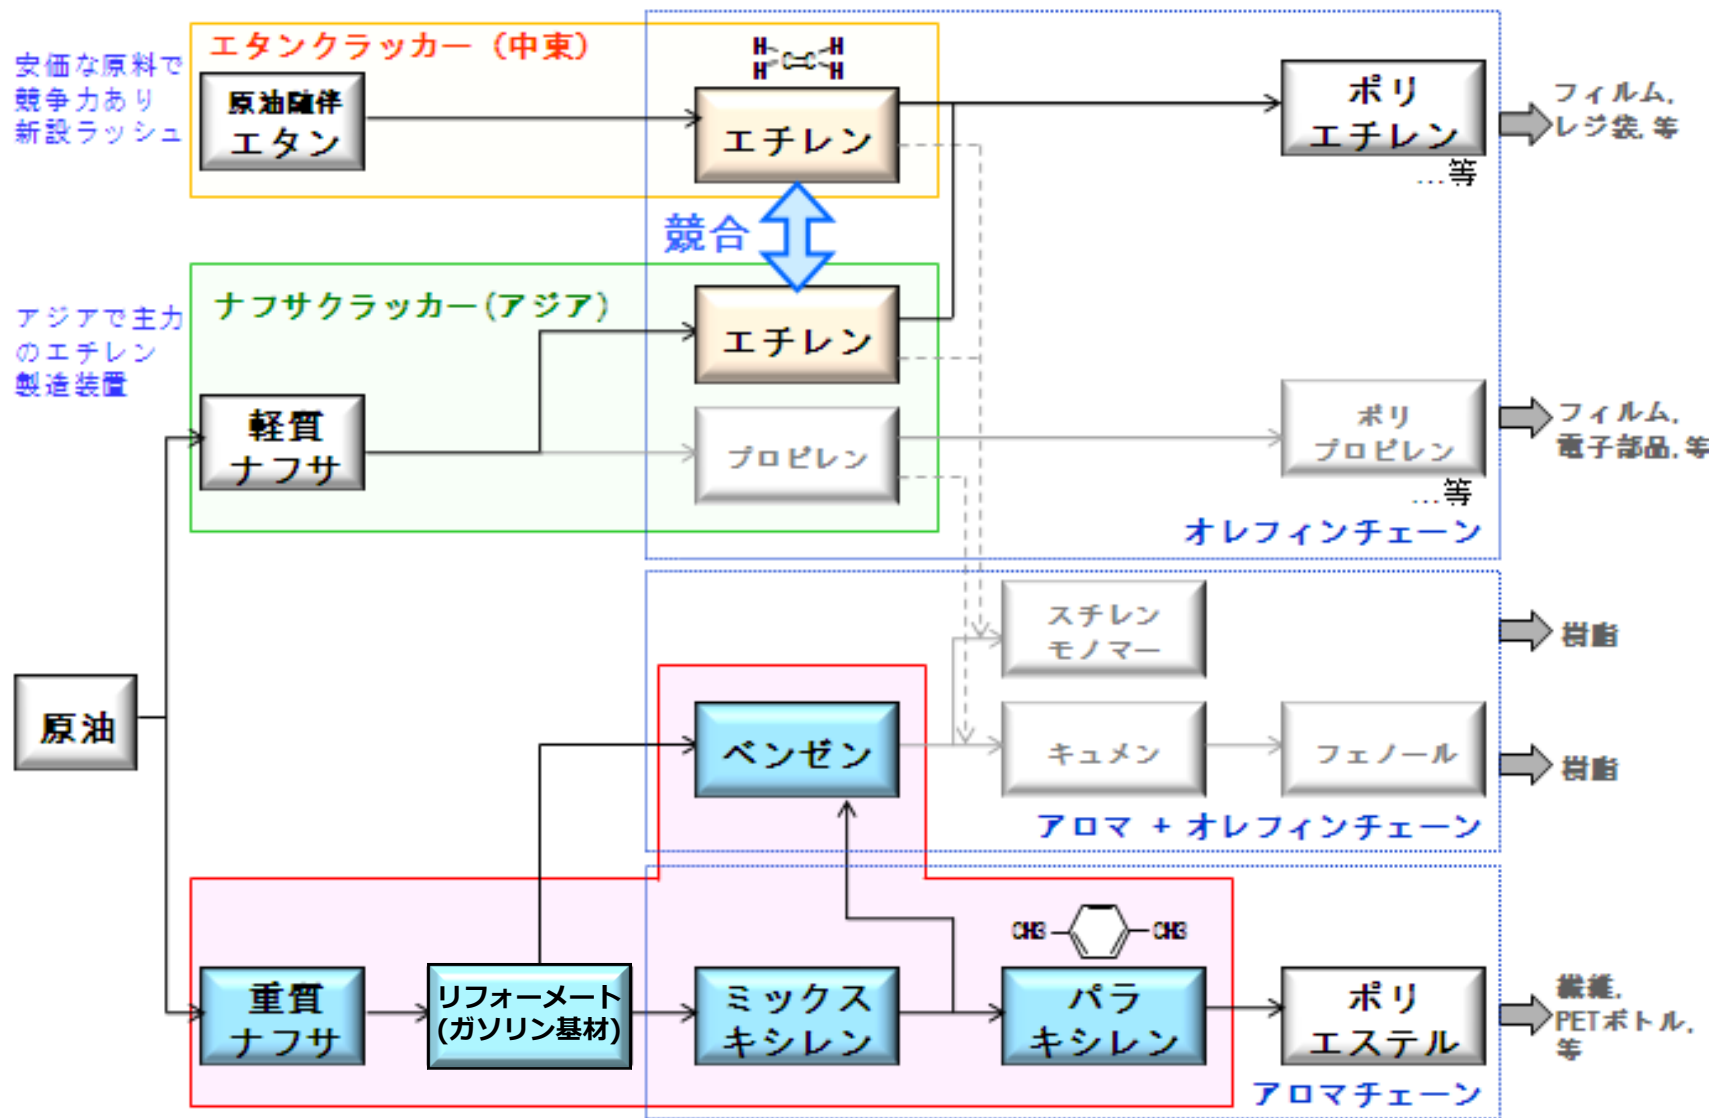 エタンクラッカー（中東）
安価な原料で
競争力あり
新設ラッシュ
原油随伴
エタン
H H
C=C
H H
エチレン
ポリ
エチレン
…等
フィルム,
レジ袋,等
競合
ナフサクラッカー(アジア)
アジアで主力
のエチレン
製造装置
エチレン
軽質
ナフサ
プロピレン
ポリ
プロピレン
…等
フィルム,
電子部品,等
オレフィンチェーン
スチレン
モノマー
樹脂
原油
ベンゼン
キュメン
フェノール
樹脂
アロマ + オレフィンチェーン
CH3
CH3
重質
ナフサ
リフォーメート
(ガソリン基材)
ミックス
キシレン
パラ
キシレン
ポリ
エステル
繊維,
PETボトル,
等
アロマチェーン